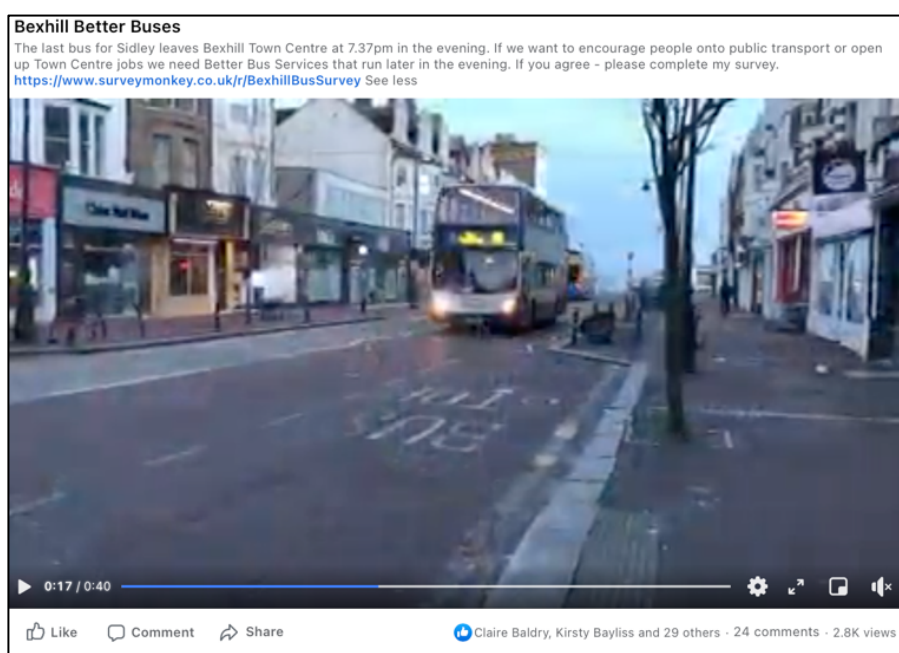 Bexhill Better Buses
The last bus for Sidley leaves Bexhill Town Centre at 7.37pm in the evening. If we want to encourage people onto public transport or open
up Town Centre jobs we need Better Bus Services that run later in the evening. If you agree - please complete my survey.
https://www.surveymonkey.co.uk/r/BexhillBusSurvey See less
BUS
0:17 / 0:40
Like Comment Share Claire Baldry, Kirsty Bayliss and 29 others · 24 comments · 2.8K views